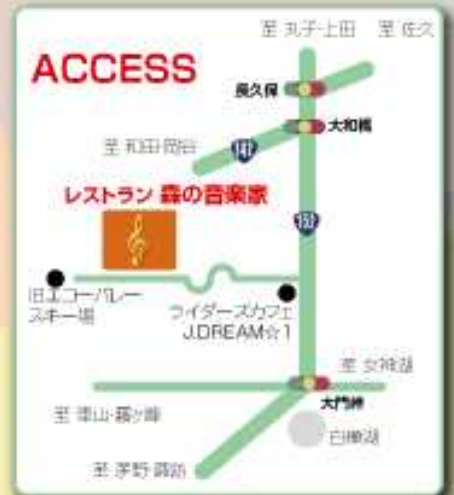 至 丸子・上田 至 佐久
ACCESS
長久保
大和橋
至 和田・岡谷
142
レストラン 森の音楽家
152
旧エコーバレー
スキー場
ライダーズカフェ
J.DREAM☆1
至 女神湖
大門峠
至 車山・霧ヶ峰
白樺湖
至 茅野・諏訪